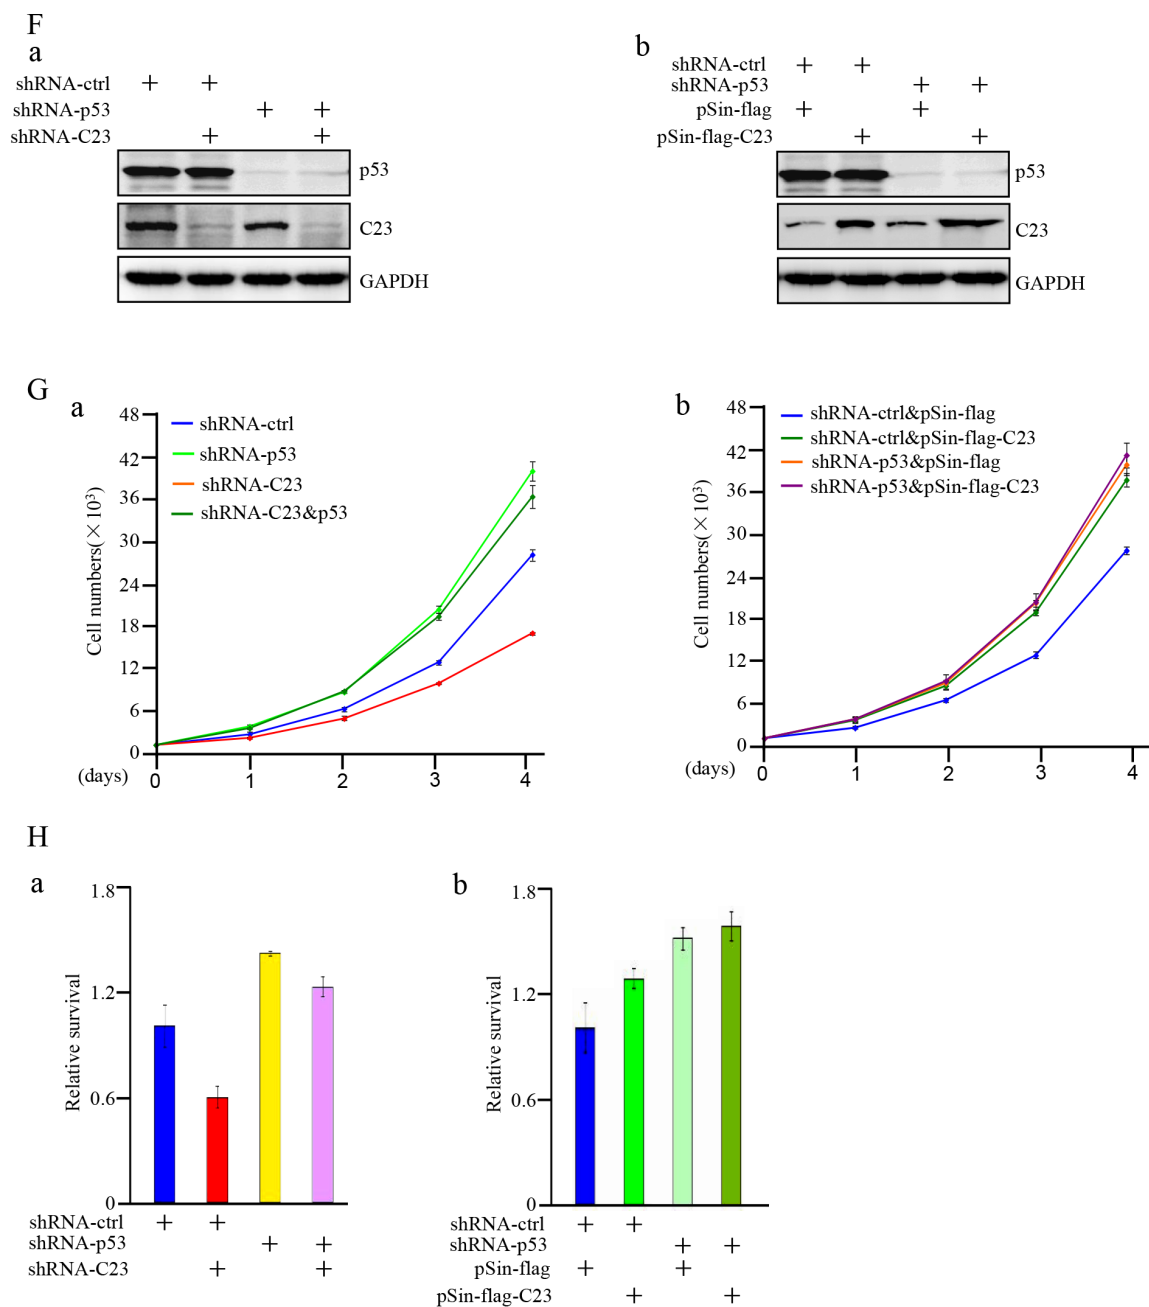 F
a
shRNA-ctrl + +
shRNA-p53 + +
shRNA-C23 + +
p53
C23
GAPDH
b
shRNA-ctrl + +
shRNA-p53 + +
pSin-flag + +
pSin-flag-C23 + +
p53
C23
GAPDH
G
a
Cell numbers(×10³)
48
42
36
30
24
18
12
6
0
shRNA-ctrl
shRNA-p53
shRNA-C23
shRNA-C23&p53
(days) 0 1 2 3 4
b
Cell numbers(×10³)
48
42
36
30
24
18
12
6
0
shRNA-ctrl&pSin-flag
shRNA-ctrl&pSin-flag-C23
shRNA-p53&pSin-flag
shRNA-p53&pSin-flag-C23
(days) 0 1 2 3 4
H
a
Relative survival
1.8
1.2
0.6
0
shRNA-ctrl + +
shRNA-p53 + +
shRNA-C23 + +
b
Relative survival
1.8
1.2
0.6
0
shRNA-ctrl + +
shRNA-p53 + +
pSin-flag + +
pSin-flag-C23 + +